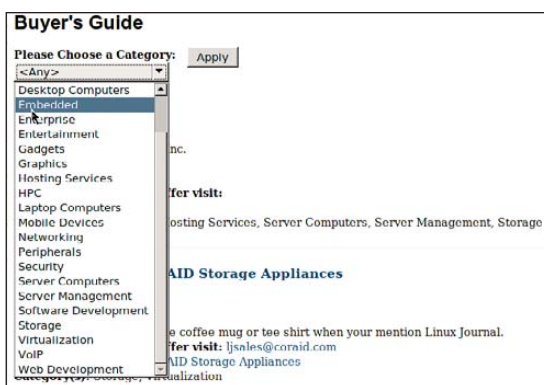 Buyer's Guide
Please Choose a Category: Apply
<Any>
Desktop Computers
Embedded
Enterprise
Entertainment
Gadgets
nc.
Graphics
Hosting Services
HPC
ffer visit:
Laptop Computers
Mobile Devices
osting Services, Server Computers, Server Management, Storage
Networking
Peripherals
Security
Server Computers
AID Storage Appliances
Server Management
Software Development
Storage
Virtualization
e coffee mug or tee shirt when your mention Linux Journal.
VoIP
ffer visit: ljsales@coraid.com
Web Development
AID Storage Appliances
Storage, Virtualization